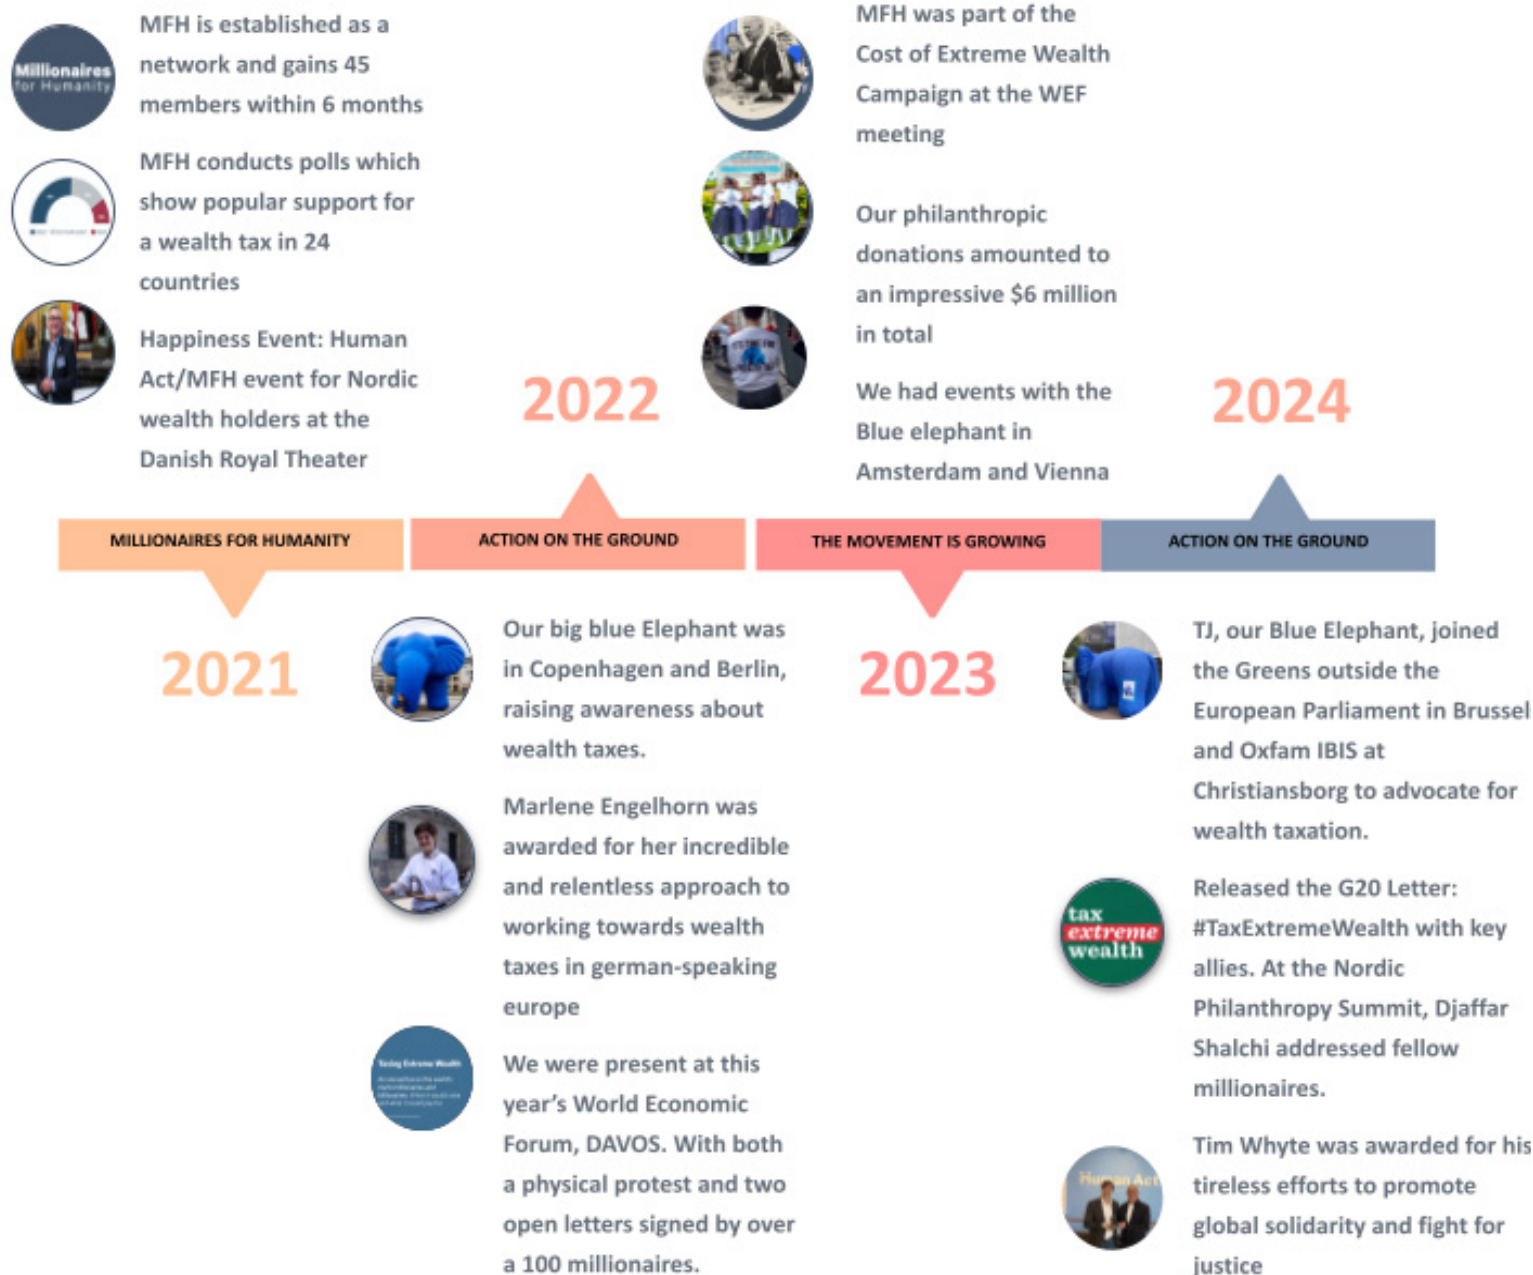 MFH is established as a
network and gains 45
members within 6 months
MFH conducts polls which
show popular support for
a wealth tax in 24
countries
Happiness Event: Human
Act/MFH event for Nordic
wealth holders at the
Danish Royal Theater
Millionaires
for Humanity
MFH was part of the
Cost of Extreme Wealth
Campaign at the WEF
meeting
Our philanthropic
donations amounted to
an impressive $6 million
in total
We had events with the
Blue elephant in
Amsterdam and Vienna
2022
2024
MILLIONAIRES FOR HUMANITY
ACTION ON THE GROUND
THE MOVEMENT IS GROWING
ACTION ON THE GROUND
2021
2023
Our big blue Elephant was
in Copenhagen and Berlin,
raising awareness about
wealth taxes.
Marlene Engelhorn was
awarded for her incredible
and relentless approach to
working towards wealth
taxes in german-speaking
europe
Taxing Extreme Wealth
We were present at this
year's World Economic
Forum, DAVOS. With both
a physical protest and two
open letters signed by over
a 100 millionaires.
TJ, our Blue Elephant, joined
the Greens outside the
European Parliament in Brussel
and Oxfam IBIS at
Christiansborg to advocate for
wealth taxation.
tax
extreme
wealth
Released the G20 Letter:
#TaxExtremeWealth with key
allies. At the Nordic
Philanthropy Summit, Djaffar
Shalchi addressed fellow
millionaires.
Human Act
Tim Whyte was awarded for his
tireless efforts to promote
global solidarity and fight for
justice